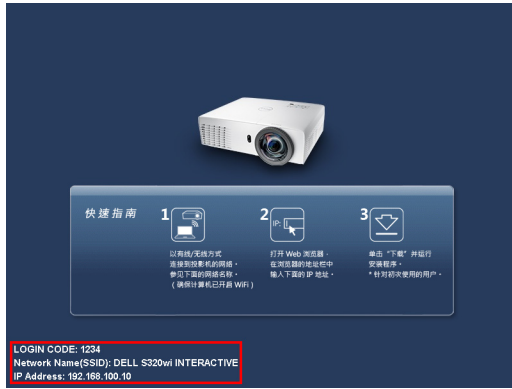 快速指南
1
以有线/无线方式
连接到投影机的网络。
参见下面的网络名称。
（确保计算机已开启 WiFi）
2
IP:
打开 Web 浏览器。
在浏览器的地址栏中
输入下面的 IP 地址。
3
单击 “下载” 并运行
安装程序。
*针对初次使用的用户。
LOGIN CODE: 1234
Network Name(SSID): DELL S320wi INTERACTIVE
IP Address: 192.168.100.10